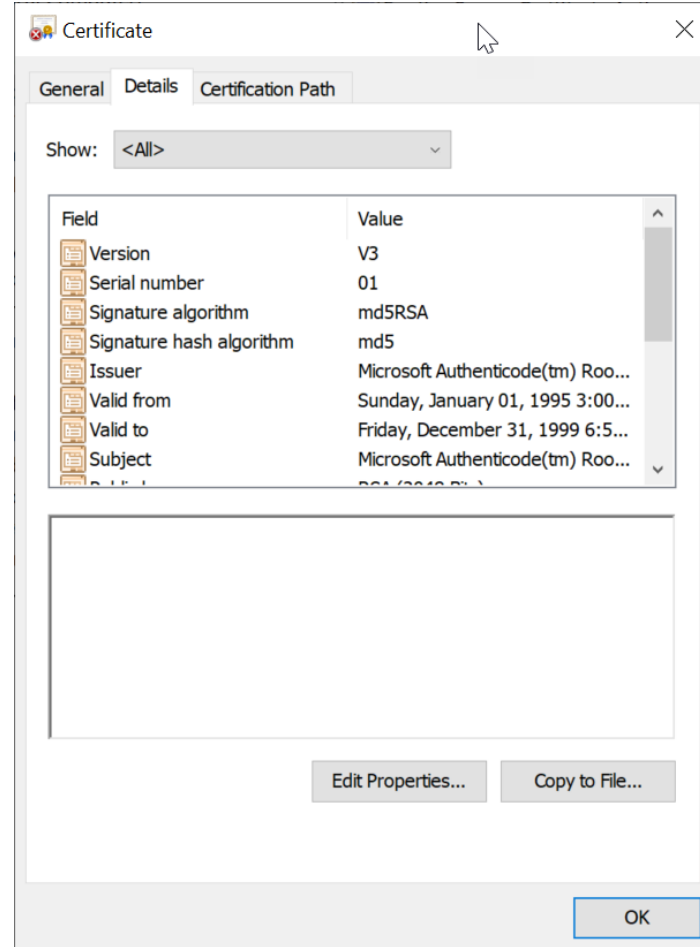 Certificate
General Details Certification Path
Show: <All>
Field Value
Version V3
Serial number 01
Signature algorithm md5RSA
Signature hash algorithm md5
Issuer Microsoft Authenticode(tm) Roo...
Valid from Sunday, January 01, 1995 3:00...
Valid to Friday, December 31, 1999 6:5...
Subject Microsoft Authenticode(tm) Roo...
Edit Properties... Copy to File...
OK